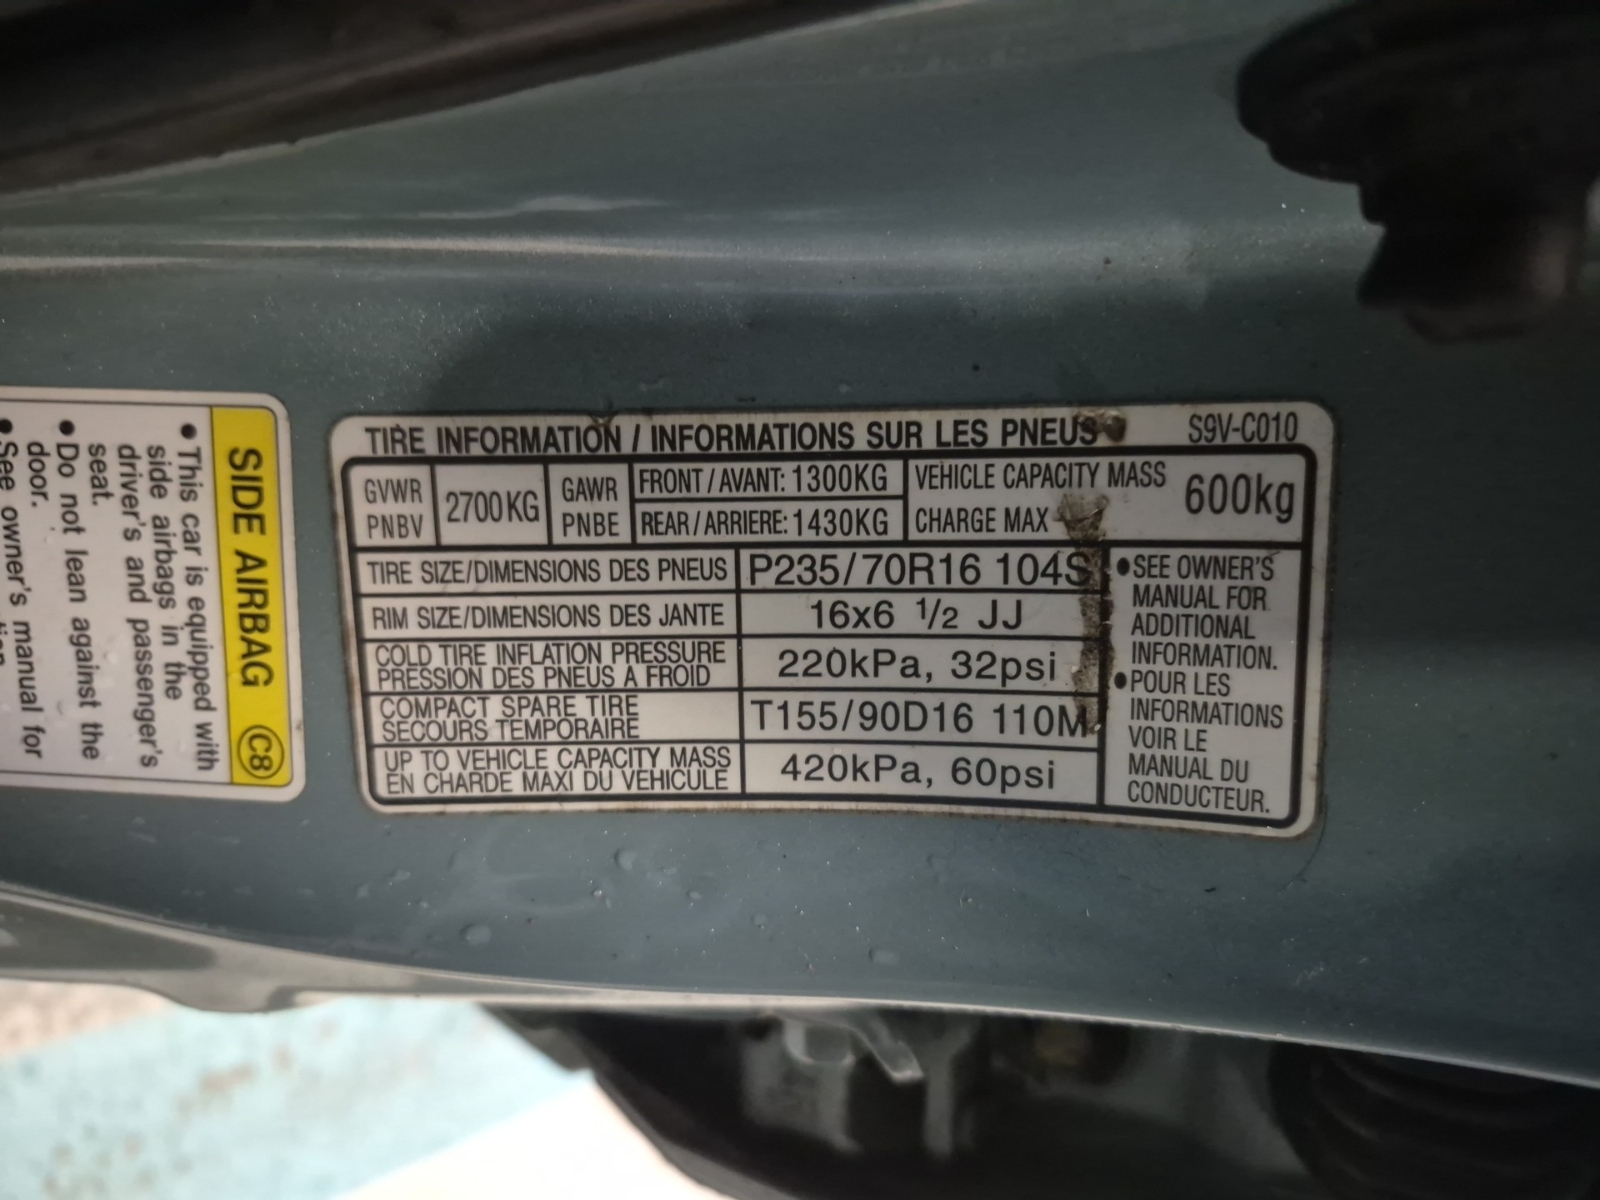 TIRE INFORMATION / INFORMATIONS SUR LES PNEUS S9V-C010
GVWR
PNBV
2700KG
GAWR
PNBE
FRONT / AVANT: 1300KG
REAR / ARRIERE: 1430KG
VEHICLE CAPACITY MASS
CHARGE MAX
600kg
TIRE SIZE/DIMENSIONS DES PNEUS P235/70R16 104S
RIM SIZE/DIMENSIONS DES JANTE 16x6 1/2 JJ
COLD TIRE INFLATION PRESSURE
PRESSION DES PNEUS A FROID
220kPa, 32psi
COMPACT SPARE TIRE
SECOURS TEMPORAIRE
T155/90D16 110M
UP TO VEHICLE CAPACITY MASS
EN CHARGE MAXI DU VEHICULE
420kPa, 60psi
•SEE OWNER'S
MANUAL FOR
ADDITIONAL
INFORMATION.
•POUR LES
INFORMATIONS
VOIR LE
MANUAL DU
CONDUCTEUR.
SIDE AIRBAG C8
•This car is equipped with
side airbags in the
driver's and passenger's
seat.
•Do not lean against the
door.
•See owner's manual for